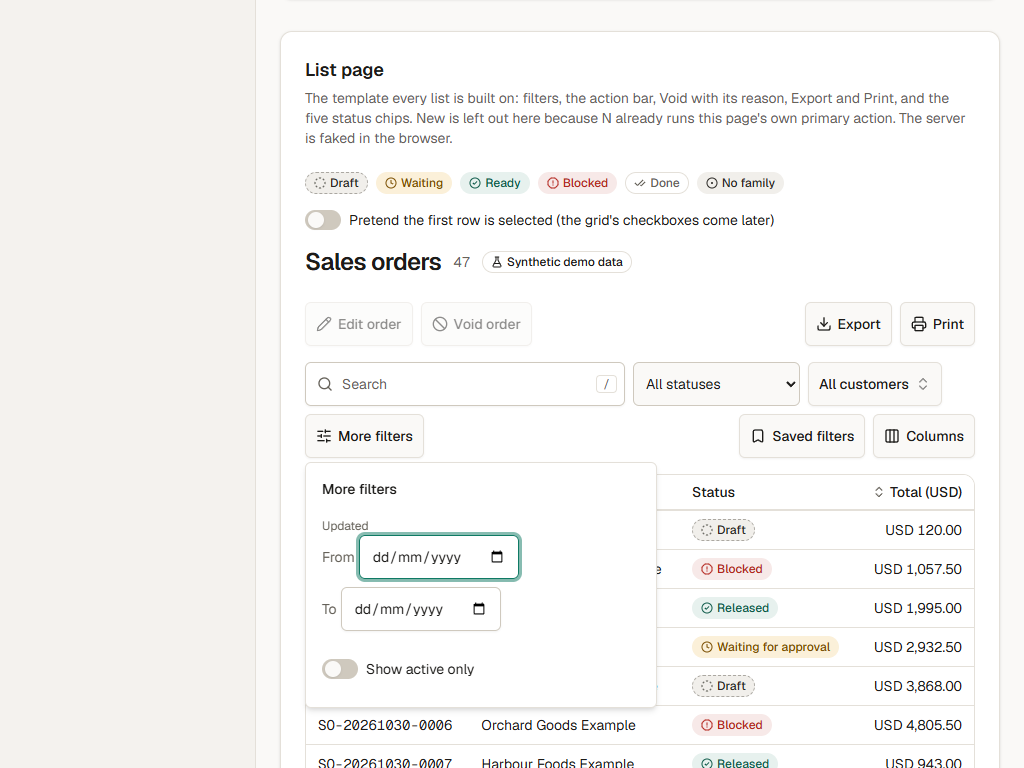 List page
The template every list is built on: filters, the action bar, Void with its reason, Export and Print, and the
five status chips. New is left out here because N already runs this page's own primary action. The server
is faked in the browser.
Draft Waiting Ready Blocked Done No family
Pretend the first row is selected (the grid's checkboxes come later)
Sales orders 47 Synthetic demo data
Edit order Void order Export Print
Search / All statuses All customers
More filters Saved filters Columns
More filters
Updated
From dd/mm/yyyy
To dd/mm/yyyy
Show active only
Status Total (USD)
Draft USD 120.00
Blocked USD 1,057.50
Released USD 1,995.00
Waiting for approval USD 2,932.50
Draft USD 3,868.00
SO-20261030-0006 Orchard Goods Example Blocked USD 4,805.50
SO-20261030-0007 Harbour Foods Example Released USD 943.00